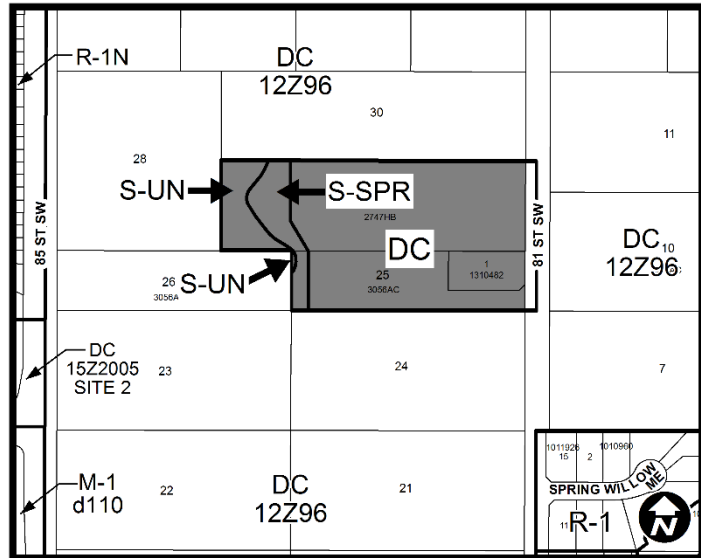 R-1N
DC
12Z96
30
11
28
S-UN
S-SPR
2747HB
85 ST SW
81 ST SW
DC
DC 10
12Z96
26
3056A
S-UN
25
3056AC
1
1310482
DC
15Z2005
SITE 2
23
24
7
1011926
15
2
1010960
SPRING WILLOW
ME
M-1
d110
22
DC
12Z96
21
11
R-1
N